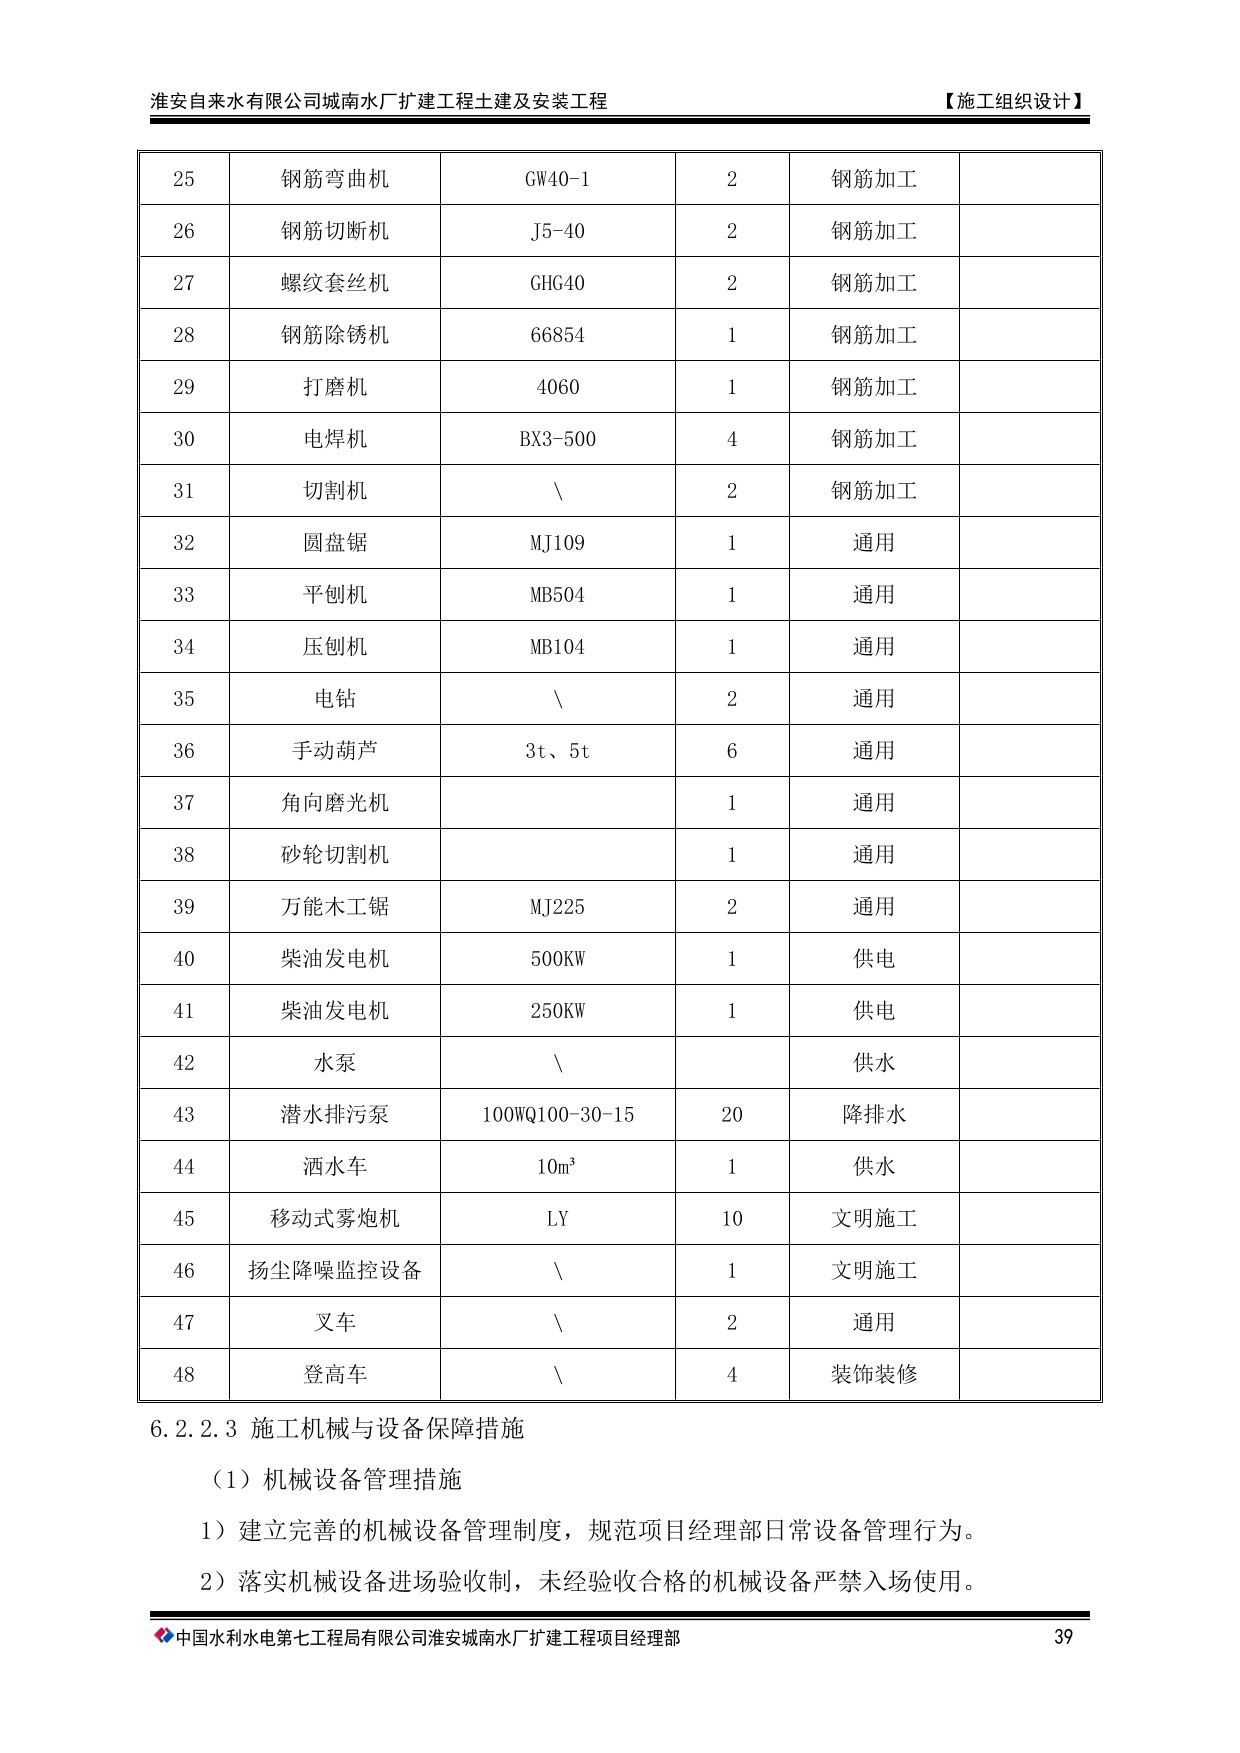 淮安自来水有限公司城南水厂扩建工程土建及安装工程 【施工组织设计】
25 钢筋弯曲机 GW40-1 2 钢筋加工
26 钢筋切断机 J5-40 2 钢筋加工
27 螺纹套丝机 GHG40 2 钢筋加工
28 钢筋除锈机 66854 1 钢筋加工
29 打磨机 4060 1 钢筋加工
30 电焊机 BX3-500 4 钢筋加工
31 切割机 \ 2 钢筋加工
32 圆盘锯 MJ109 1 通用
33 平刨机 MB504 1 通用
34 压刨机 MB104 1 通用
35 电钻 \ 2 通用
36 手动葫芦 3t、5t 6 通用
37 角向磨光机 1 通用
38 砂轮切割机 1 通用
39 万能木工锯 MJ225 2 通用
40 柴油发电机 500KW 1 供电
41 柴油发电机 250KW 1 供电
42 水泵 \ 供水
43 潜水排污泵 100WQ100-30-15 20 降排水
44 洒水车 10m³ 1 供水
45 移动式雾炮机 LY 10 文明施工
46 扬尘降噪监控设备 \ 1 文明施工
47 叉车 \ 2 通用
48 登高车 \ 4 装饰装修
6.2.2.3 施工机械与设备保障措施
（1）机械设备管理措施
1）建立完善的机械设备管理制度，规范项目经理部日常设备管理行为。
2）落实机械设备进场验收制，未经验收合格的机械设备严禁入场使用。
中国水利水电第七工程局有限公司淮安城南水厂扩建工程项目经理部 39